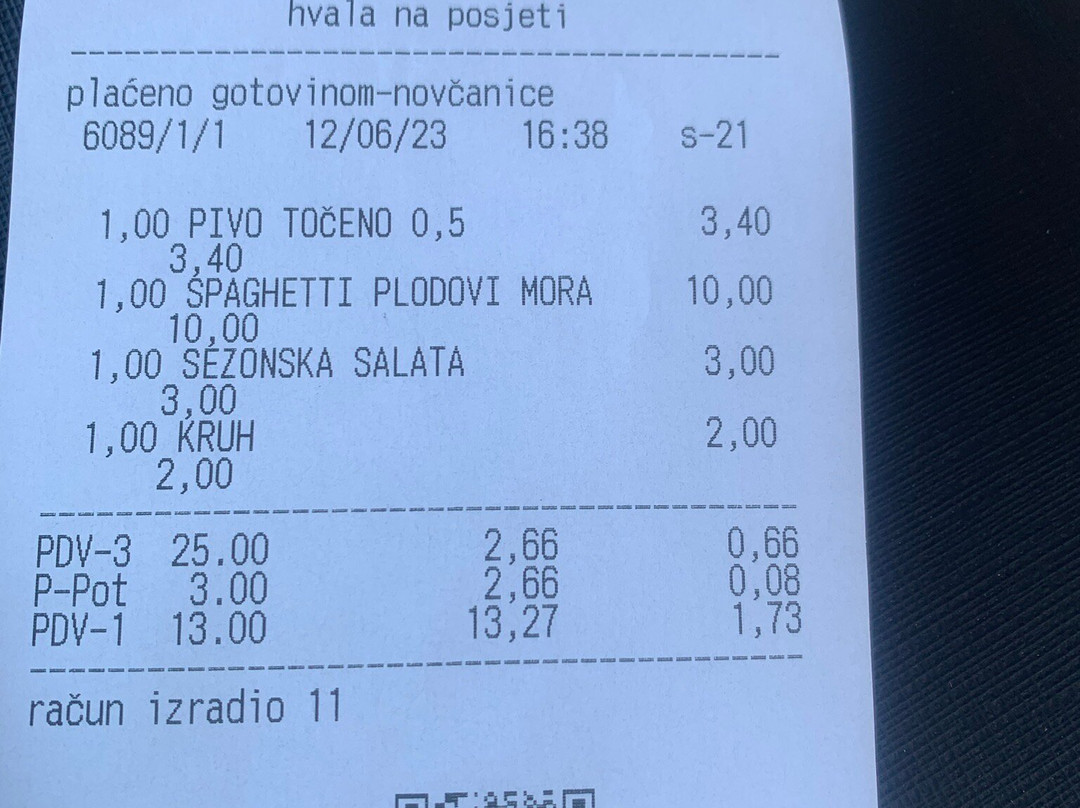 hvala na posjeti
plaćeno gotovinom-novčanice
6089/1/1 12/06/23 16:38 s-21
1,00 PIVO TOČENO 0,5 3,40
3,40
1,00 SPAGHETTI PLODOVI MORA 10,00
10,00
1,00 SEZONSKA SALATA 3,00
3,00
1,00 KRUH 2,00
2,00
PDV-3 25.00 2,66 0,66
P-Pot 3.00 2,66 0,08
PDV-1 13.00 13,27 1,73
račun izradio 11